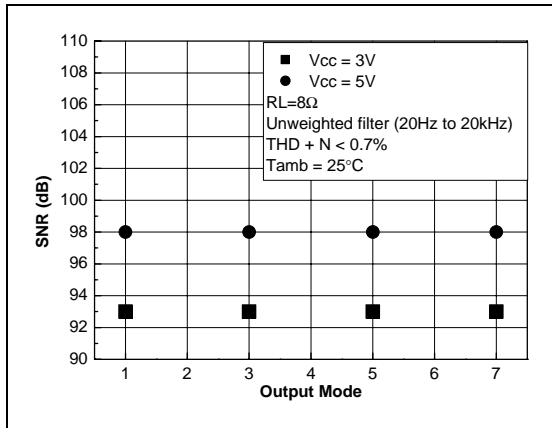 110
108
106
104
102
100
98
96
94
92
90
SNR (dB)
Vcc = 3V
Vcc = 5V
RL=8Ω
Unweighted filter (20Hz to 20kHz)
THD + N < 0.7%
Tamb = 25°C
1 2 3 4 5 6 7
Output Mode